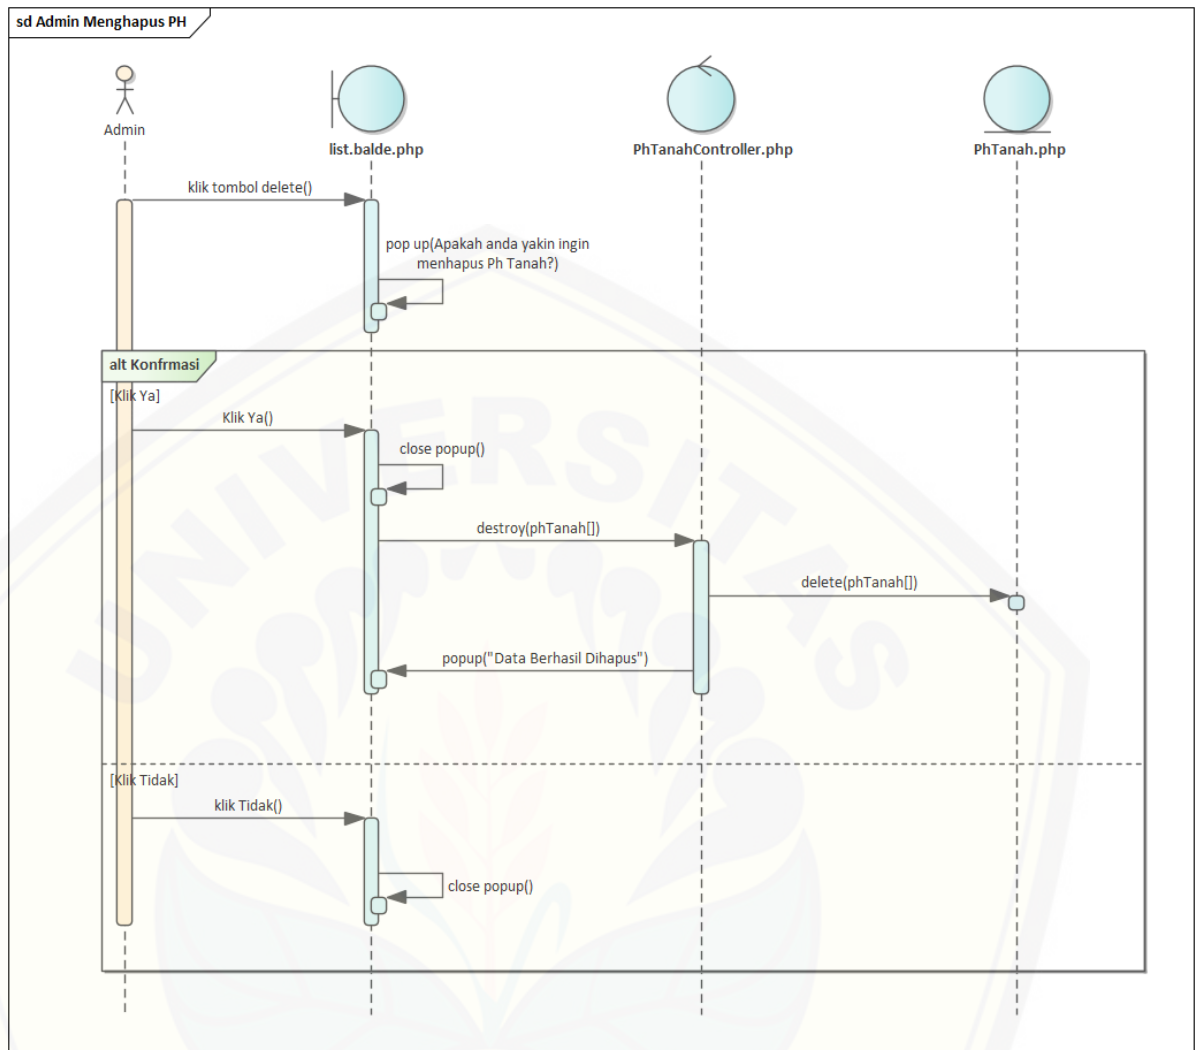 sd Admin Menghapus PH
Admin
list.balde.php
PhTanahController.php
PhTanah.php
klik tombol delete()
pop up(Apakah anda yakin ingin
menhapus Ph Tanah?)
alt Konfrmasi
[Klik Ya]
Klik Ya()
close popup()
destroy(phTanah[])
delete(phTanah[])
popup("Data Berhasil Dihapus")
[Klik Tidak]
klik Tidak()
close popup()
UNIVERSITAS